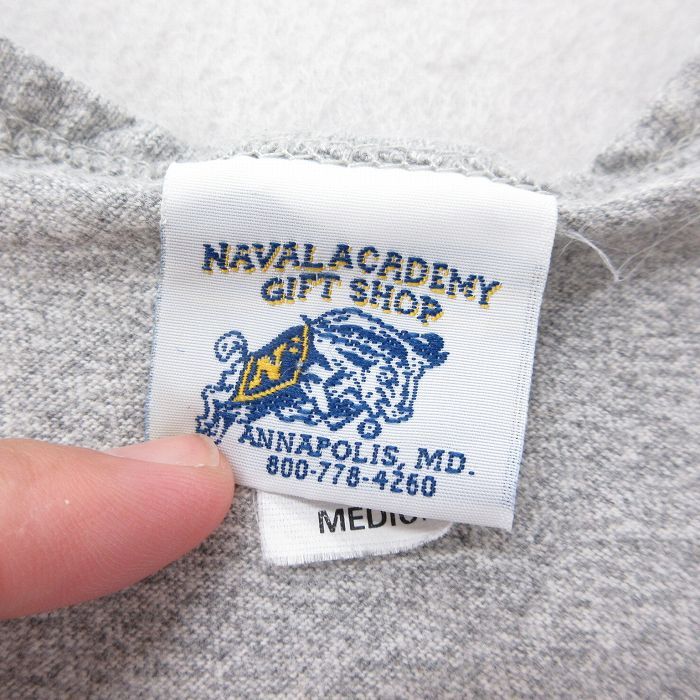 NAVAL ACADEMY
GIFT SHOP
N
R
ANNAPOLIS, MD.
800-778-4260